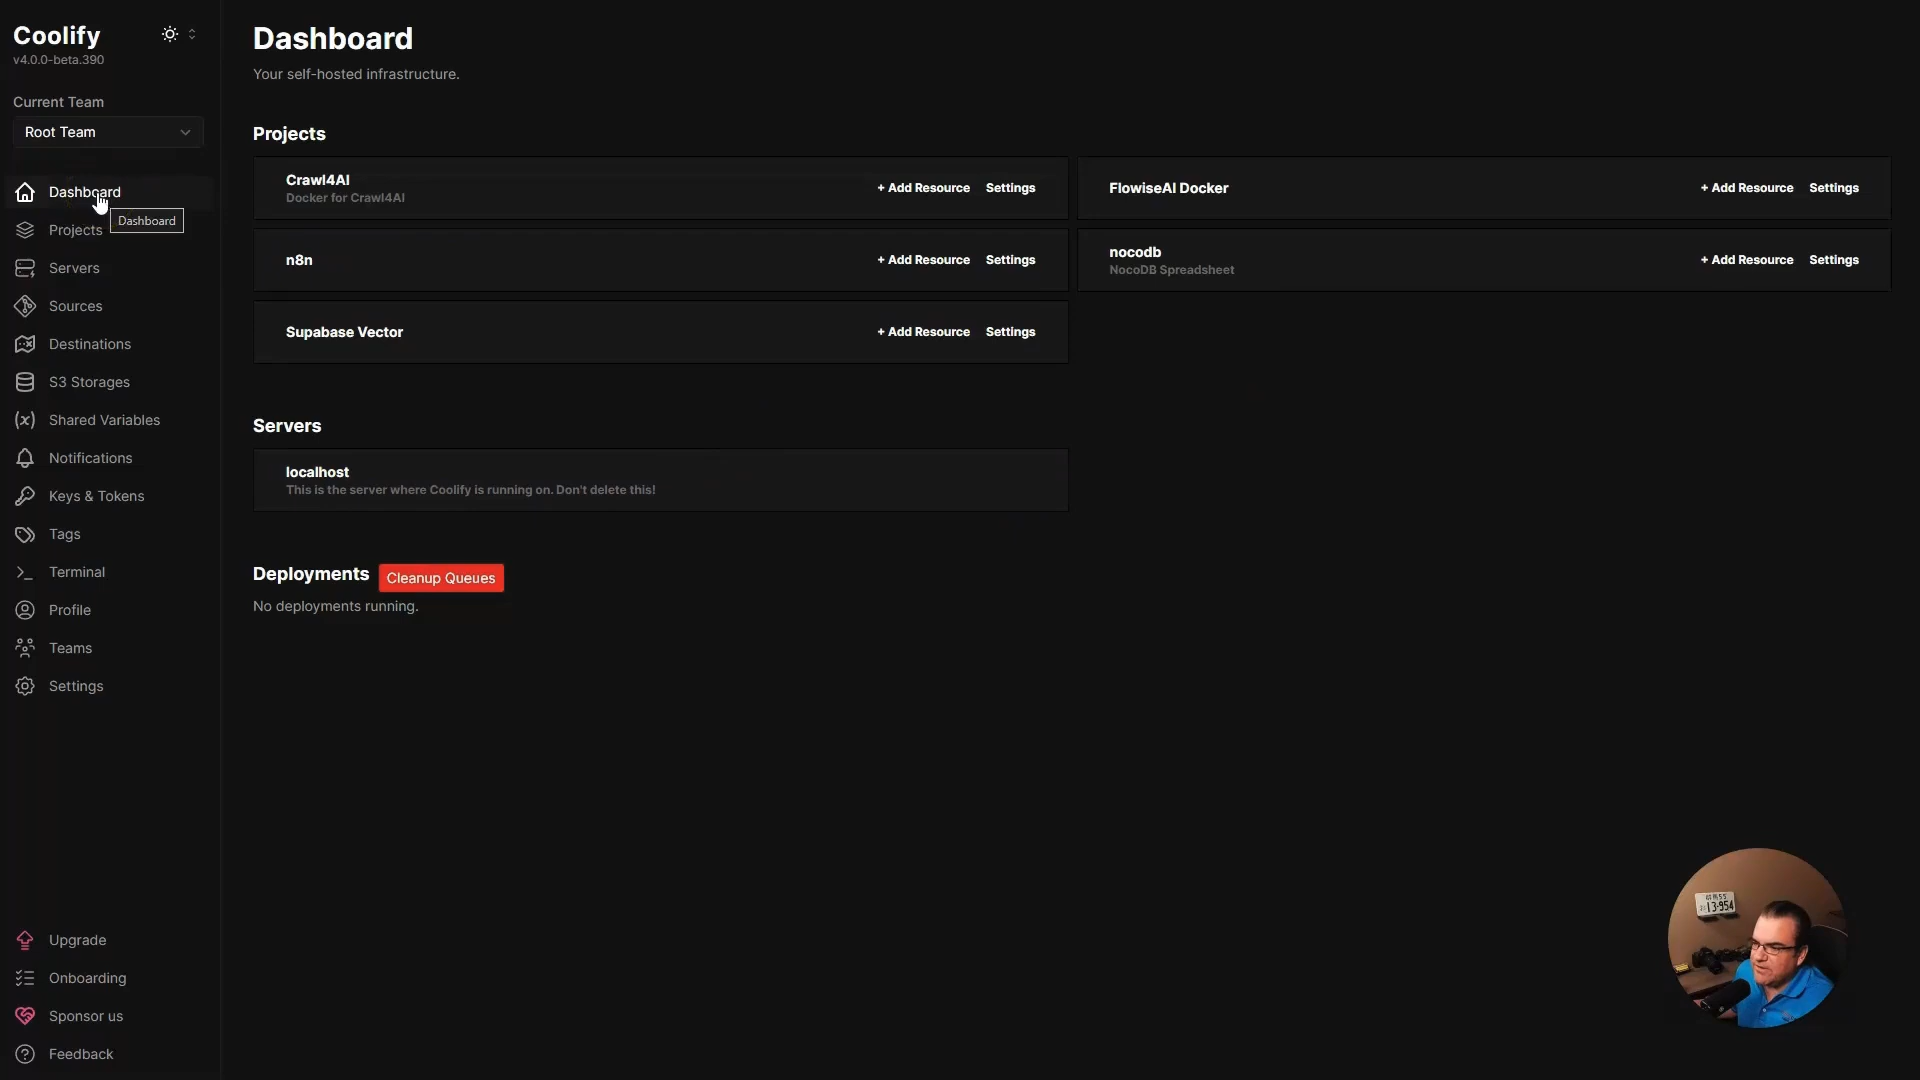 Coolify
v4.0.0-beta.390
Current Team
Root Team
Dashboard
Dashboard
Projects
Servers
Sources
Destinations
S3 Storages
Shared Variables
Notifications
Keys & Tokens
Tags
Terminal
Profile
Teams
Settings
Upgrade
Onboarding
Sponsor us
Feedback
Dashboard
Your self-hosted infrastructure.
Projects
Crawl4AI
Docker for Crawl4AI
+ Add Resource Settings
FlowiseAI Docker
+ Add Resource Settings
n8n
+ Add Resource Settings
nocodb
NocoDB Spreadsheet
+ Add Resource Settings
Supabase Vector
+ Add Resource Settings
Servers
localhost
This is the server where Coolify is running on. Don't delete this!
Deployments Cleanup Queues
No deployments running.
13·954